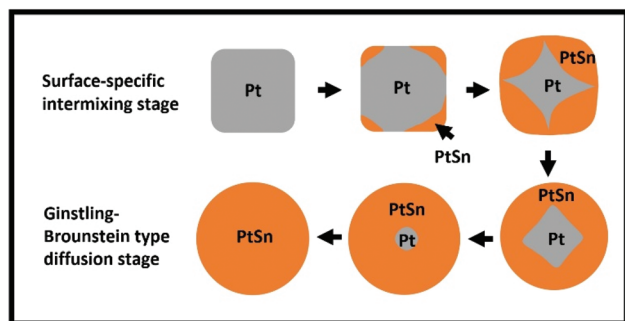 Surface-specific
intermixing stage
Pt
Pt
PtSn
PtSn
Pt
Ginstling-
Brounstein type
diffusion stage
PtSn
PtSn
Pt
PtSn
Pt